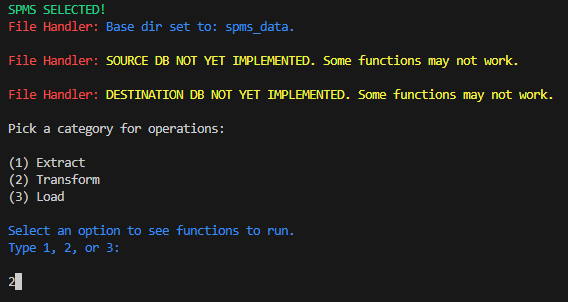 SPMS SELECTED!
File Handler: Base dir set to: spms_data.
File Handler: SOURCE DB NOT YET IMPLEMENTED. Some functions may not work.
File Handler: DESTINATION DB NOT YET IMPLEMENTED. Some functions may not work.
Pick a category for operations:
(1) Extract
(2) Transform
(3) Load
Select an option to see functions to run.
Type 1, 2, or 3:
2